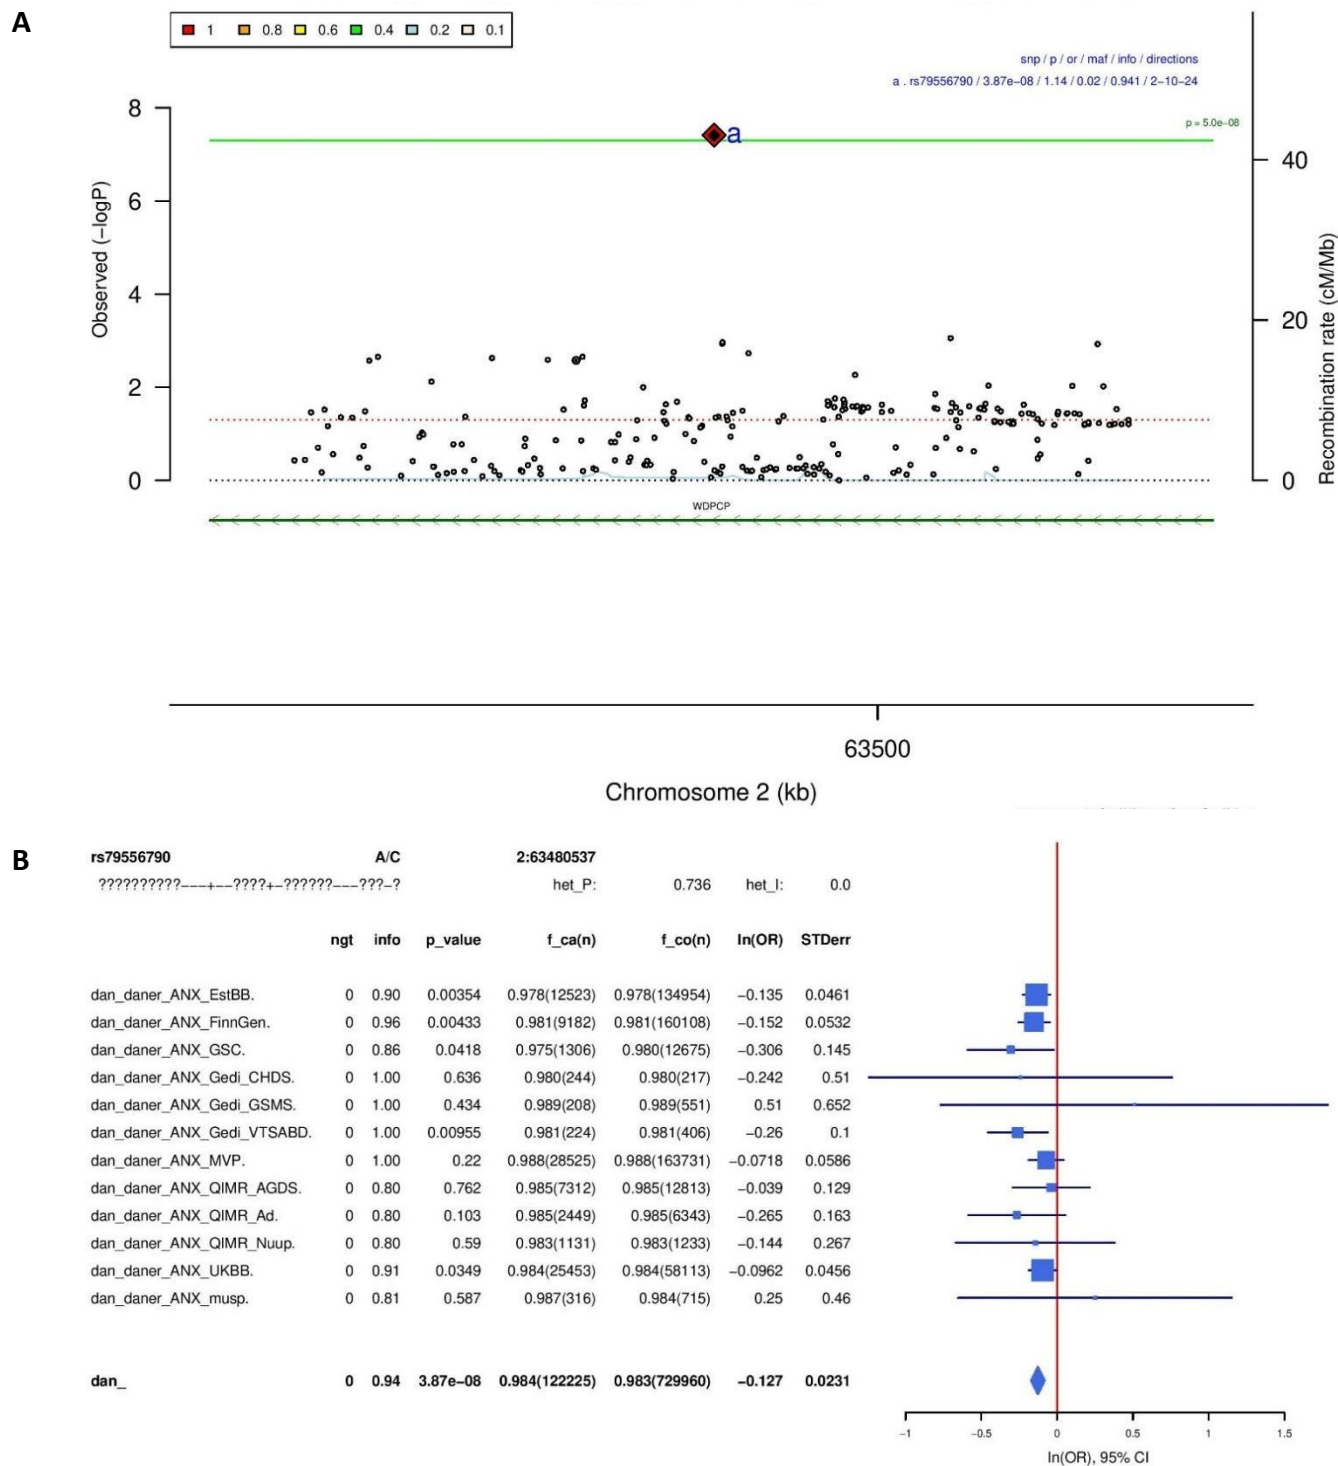 A
1 0.8 0.6 0.4 0.2 0.1
snp / p / or / maf / info / directions
a . rs79556790 / 3.87e−08 / 1.14 / 0.02 / 0.941 / 2−10−24
p = 5.0e−08
a
8
6
4
2
0
Observed (−logP)
40
20
0
Recombination rate (cM/Mb)
WDPCP
63500
Chromosome 2 (kb)
B
rs79556790 A/C 2:63480537
??????????−−−+−−????+−??????−−−???−? het_P: 0.736 het_I: 0.0
ngt info p_value f_ca(n) f_co(n) ln(OR) STDerr
dan_daner_ANX_EstBB. 0 0.90 0.00354 0.978(12523) 0.978(134954) −0.135 0.0461
dan_daner_ANX_FinnGen. 0 0.96 0.00433 0.981(9182) 0.981(160108) −0.152 0.0532
dan_daner_ANX_GSC. 0 0.86 0.0418 0.975(1306) 0.980(12675) −0.306 0.145
dan_daner_ANX_Gedi_CHDS. 0 1.00 0.636 0.980(244) 0.980(217) −0.242 0.51
dan_daner_ANX_Gedi_GSMS. 0 1.00 0.434 0.989(208) 0.989(551) 0.51 0.652
dan_daner_ANX_Gedi_VTSABD. 0 1.00 0.00955 0.981(224) 0.981(406) −0.26 0.1
dan_daner_ANX_MVP. 0 1.00 0.22 0.988(28525) 0.988(163731) −0.0718 0.0586
dan_daner_ANX_QIMR_AGDS. 0 0.80 0.762 0.985(7312) 0.985(12813) −0.039 0.129
dan_daner_ANX_QIMR_Ad. 0 0.80 0.103 0.985(2449) 0.985(6343) −0.265 0.163
dan_daner_ANX_QIMR_Nuup. 0 0.80 0.59 0.983(1131) 0.983(1233) −0.144 0.267
dan_daner_ANX_UKBB. 0 0.91 0.0349 0.984(25453) 0.984(58113) −0.0962 0.0456
dan_daner_ANX_musp. 0 0.81 0.587 0.987(316) 0.984(715) 0.25 0.46
dan_ 0 0.94 3.87e−08 0.984(122225) 0.983(729960) −0.127 0.0231
−1 −0.5 0 0.5 1 1.5
ln(OR), 95% CI